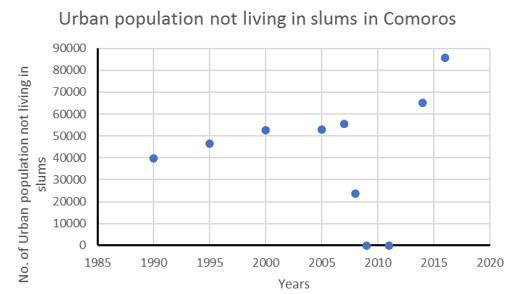 Urban population not living in slums in Comoros
No. of Urban population not living in
slums
90000
80000
70000
60000
50000
40000
30000
20000
10000
0
1985 1990 1995 2000 2005 2010 2015 2020
Years